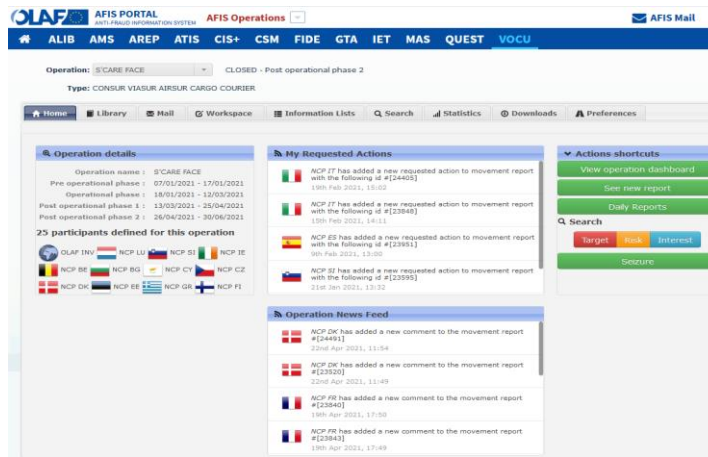 OLAF AFIS PORTAL
ANTI-FRAUD INFORMATION SYSTEM
AFIS Operations
AFIS Mail
ALIB AMS AREP ATIS CIS+ CSM FIDE GTA IET MAS QUEST VOCU
Operation: S'CARE FACE CLOSED - Post operational phase 2
Type: CONSUR VIASUR AIRSUR CARGO COURIER
Home Library Mail Workspace Information Lists Search Statistics Downloads Preferences
Operation details
Operation name : S'CARE FACE
Pre operational phase : 07/01/2021 - 17/01/2021
Operational phase : 18/01/2021 - 12/03/2021
Post operational phase 1 : 13/03/2021 - 25/04/2021
Post operational phase 2 : 26/04/2021 - 30/06/2021
25 participants defined for this operation
OLAF INV NCP LU NCP SI NCP IE
NCP BE NCP BG NCP CY NCP CZ
NCP DK NCP EE NCP GR NCP FI
My Requested Actions
NCP IT has added a new requested action to movement report
with the following id #[24405]
19th Feb 2021, 15:02
NCP IT has added a new requested action to movement report
with the following id #[23848]
15th Feb 2021, 14:11
NCP ES has added a new requested action to movement report
with the following id #[23951]
9th Feb 2021, 13:00
NCP SI has added a new requested action to movement report
with the following id #[23595]
21st Jan 2021, 13:32
Operation News Feed
NCP DK has added a new comment to the movement report
#[24491]
22nd Apr 2021, 11:54
NCP DK has added a new comment to the movement report
#[23520]
22nd Apr 2021, 11:49
NCP FR has added a new comment to the movement report
#[23840]
19th Apr 2021, 17:50
NCP FR has added a new comment to the movement report
#[23843]
19th Apr 2021, 17:49
Actions shortcuts
View operation dashboard
See new report
Daily Reports
Search
Target Risk Interest
Seizure